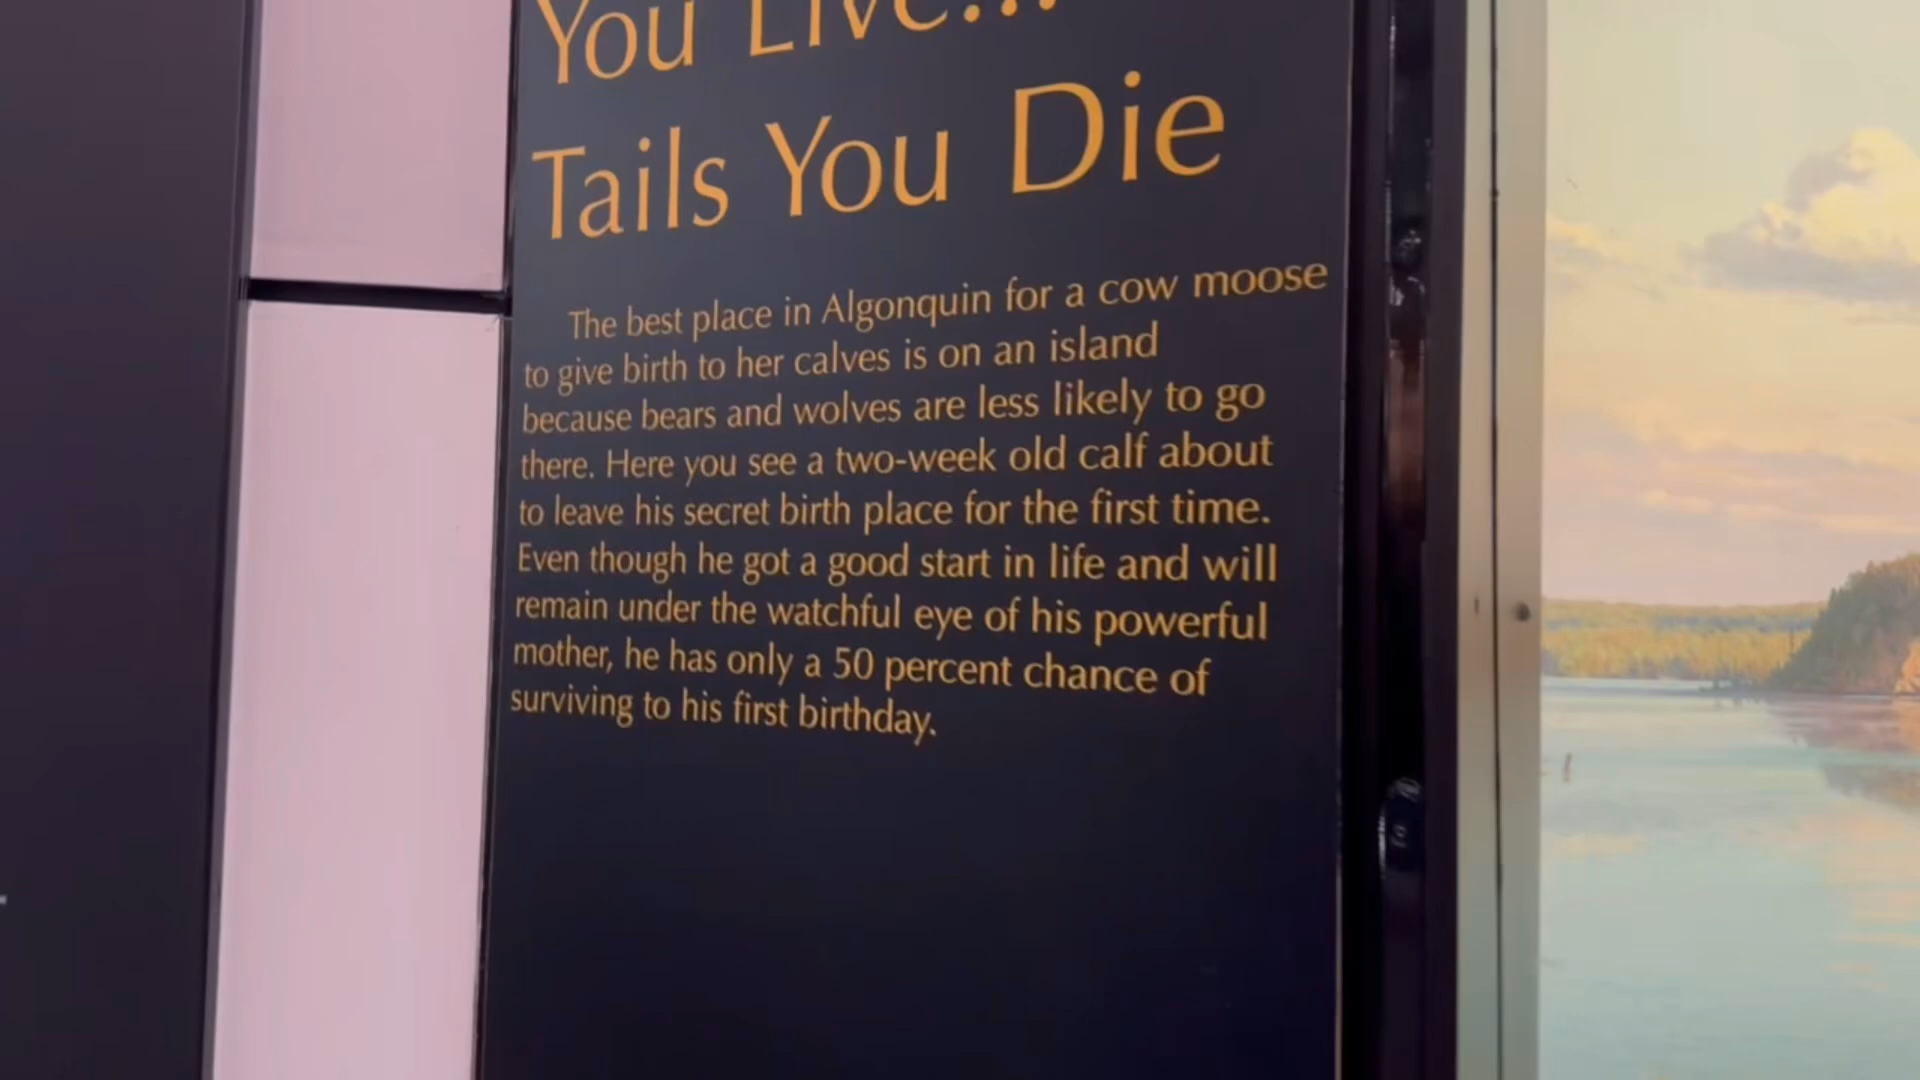 You Live...
Tails You Die
The best place in Algonquin for a cow moose
to give birth to her calves is on an island
because bears and wolves are less likely to go
there. Here you see a two-week old calf about
to leave his secret birth place for the first time.
Even though he got a good start in life and will
remain under the watchful eye of his powerful
mother, he has only a 50 percent chance of
surviving to his first birthday.